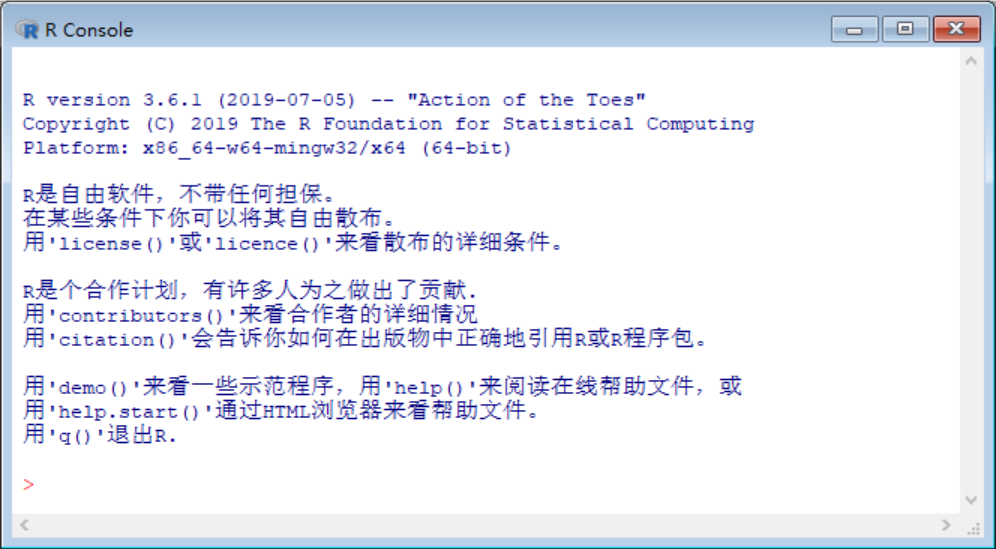 R Console
R version 3.6.1 (2019-07-05) -- "Action of the Toes"
Copyright (C) 2019 The R Foundation for Statistical Computing
Platform: x86_64-w64-mingw32/x64 (64-bit)
R是自由软件，不带任何担保。
在某些条件下你可以将其自由散布。
用'license()'或'licence()'来看散布的详细条件。
R是个合作计划，有许多人为之做出了贡献.
用'contributors()'来看合作者的详细情况
用'citation()'会告诉你如何在出版物中正确地引用R或R程序包。
用'demo()'来看一些示范程序，用'help()'来阅读在线帮助文件，或
用'help.start()'通过HTML浏览器来看帮助文件。
用'q()'退出R.
>